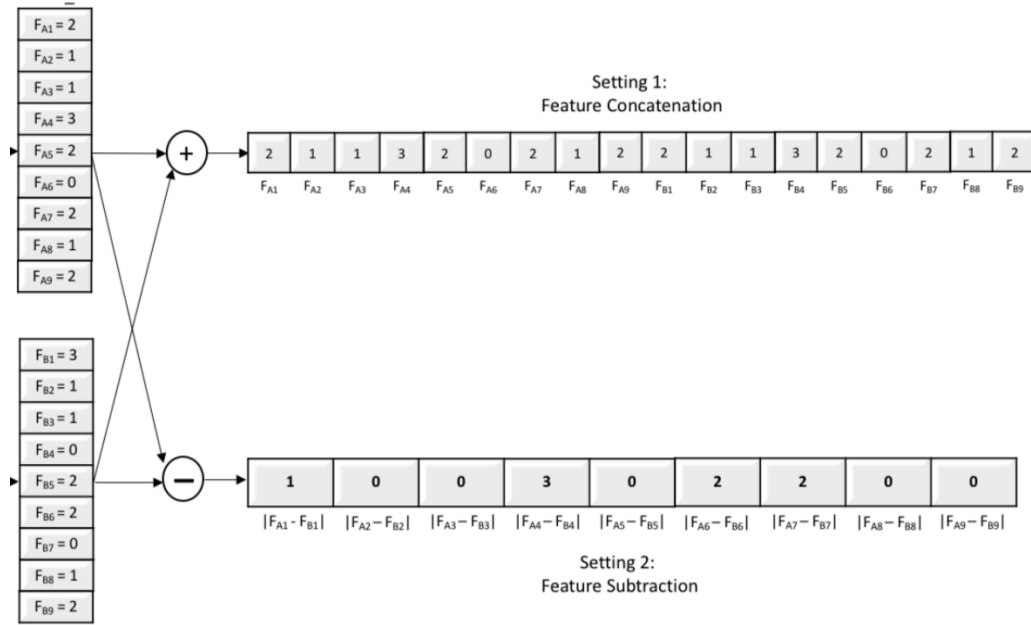 F_A1 = 2
F_A2 = 1
F_A3 = 1
F_A4 = 3
F_A5 = 2
F_A6 = 0
F_A7 = 2
F_A8 = 1
F_A9 = 2
Setting 1:
Feature Concatenation
+
2 1 1 3 2 0 2 1 2 2 1 1 3 2 0 2 1 2
F_A1 F_A2 F_A3 F_A4 F_A5 F_A6 F_A7 F_A8 F_A9 F_B1 F_B2 F_B3 F_B4 F_B5 F_B6 F_B7 F_B8 F_B9
F_B1 = 3
F_B2 = 1
F_B3 = 1
F_B4 = 0
F_B5 = 2
F_B6 = 2
F_B7 = 0
F_B8 = 1
F_B9 = 2
−
1 0 0 3 0 2 2 0 0
|F_A1 - F_B1| |F_A2 – F_B2| |F_A3 – F_B3| |F_A4 – F_B4| |F_A5 – F_B5| |F_A6 – F_B6| |F_A7 – F_B7| |F_A8 – F_B8| |F_A9 – F_B9|
Setting 2:
Feature Subtraction